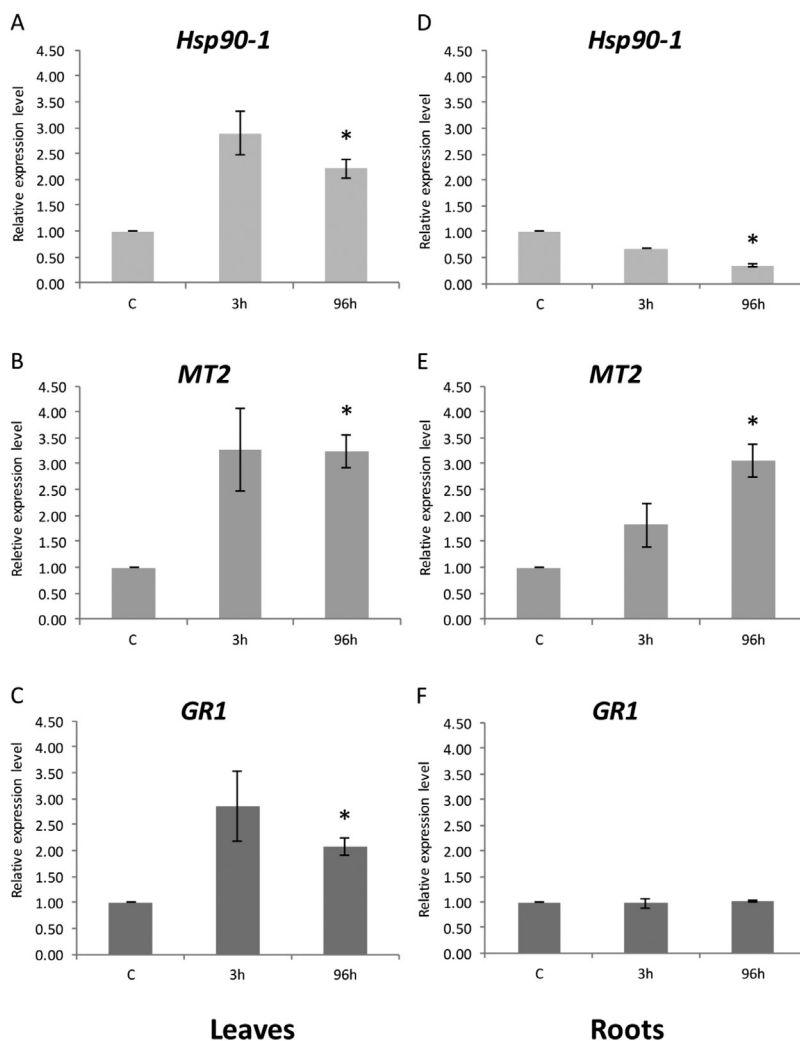 A
Hsp90-1
Relative expression level
4.50
4.00
3.50
3.00
2.50
2.00
1.50
1.00
0.50
0.00
*
C 3h 96h
D
Hsp90-1
Relative expression level
4.50
4.00
3.50
3.00
2.50
2.00
1.50
1.00
0.50
0.00
*
C 3h 96h
B
MT2
Reletive expression level
4.50
4.00
3.50
3.00
2.50
2.00
1.50
1.00
0.50
0.00
*
C 3h 96h
E
MT2
Relative expression level
4.50
4.00
3.50
3.00
2.50
2.00
1.50
1.00
0.50
0.00
*
C 3h 96h
C
GR1
Relative expression level
4.50
4.00
3.50
3.00
2.50
2.00
1.50
1.00
0.50
0.00
*
C 3h 96h
F
GR1
Relative expression level
4.50
4.00
3.50
3.00
2.50
2.00
1.50
1.00
0.50
0.00
C 3h 96h
Leaves
Roots